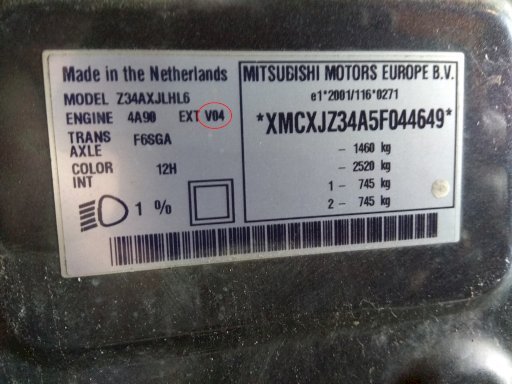 Made in the Netherlands
MODEL Z34AXJLHL6
ENGINE 4A90 EXT V04
TRANS AXLE F6SGA
COLOR INT 12H
1 %
MITSUBISHI MOTORS EUROPE B.V.
e1*2001/116*0271
*XMCXJZ34A5F044649*
- 1460 kg
- 2520 kg
1 - 745 kg
2 - 745 kg